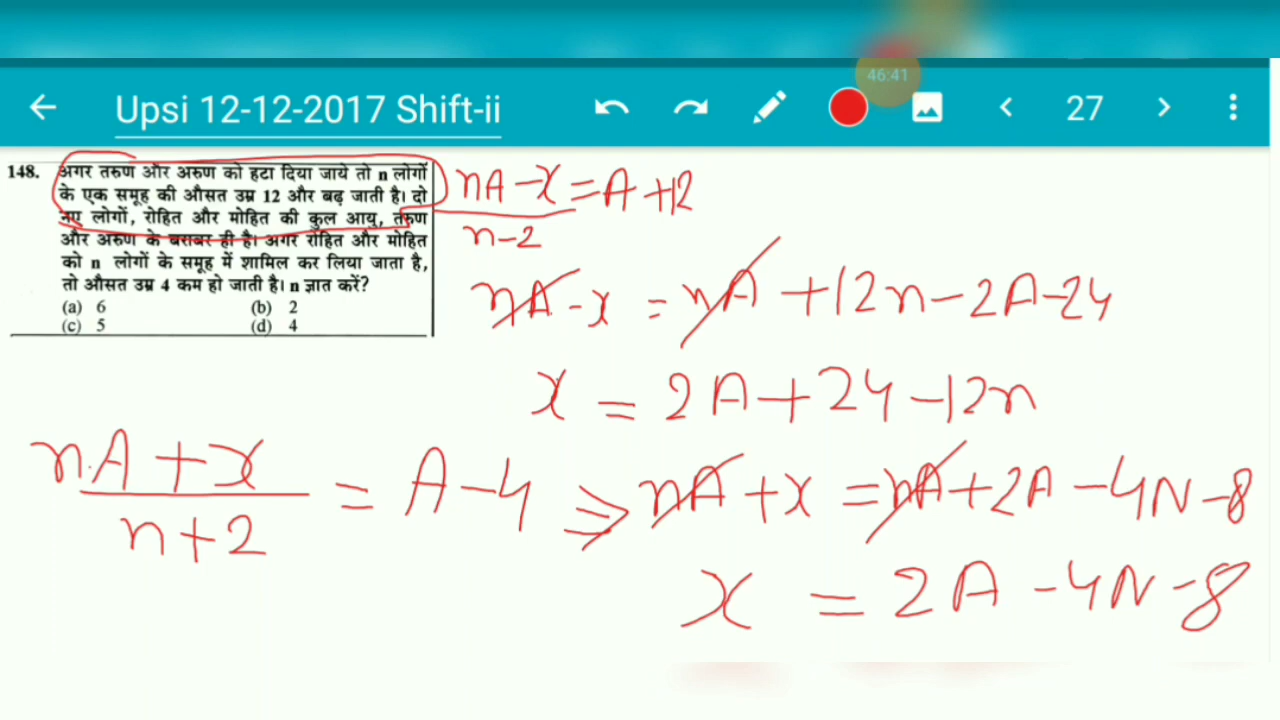 46:41
Upsi 12-12-2017 Shift-ii
27
148. अगर तरुण और अरुण को हटा दिया जाये तो n लोगों
के एक समूह की औसत उम्र 12 और बढ़ जाती है। दो
नए लोगों, रोहित और मोहित की कुल आयु, तरुण
और अरुण के बराबर ही है। अगर रोहित और मोहित
को n लोगों के समूह में शामिल कर लिया जाता है,
तो औसत उम्र 4 कम हो जाती है। n ज्ञात करें?
(a) 6 (b) 2
(c) 5 (d) 4
nA-x = A+12
n-2
nA-x = nA +12n-2A-24
x = 2A+24-12n
nA+x = A-4 ⇒ nA+x = nA+2A-4N-8
n+2
x = 2A-4N-8